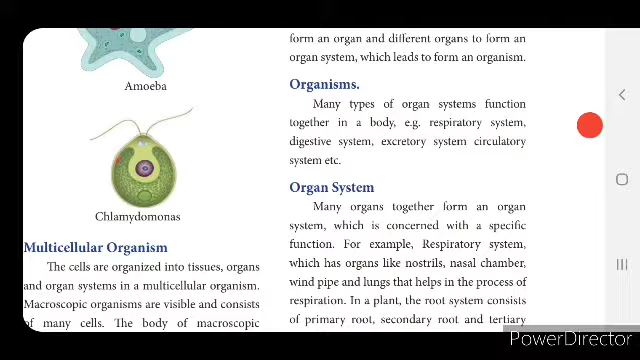 Amoeba
Chlamydomonas
Multicellular Organism
The cells are organized into tissues, organs
and organ systems in a multicellular organism.
Macroscopic organisms are visible and consists
of many cells. The body of macroscopic
form an organ and different organs to form an
organ system, which leads to form an organism.
Organisms.
Many types of organ systems function
together in a body, e.g. respiratory system,
digestive system, excretory system circulatory
system etc.
Organ System
Many organs together form an organ
system, which is concerned with a specific
function. For example, Respiratory system,
which has organs like nostrils, nasal chamber,
wind pipe and lungs that helps in the process of
respiration. In a plant, the root system consists
of primary root, secondary root and tertiary
PowerDirector